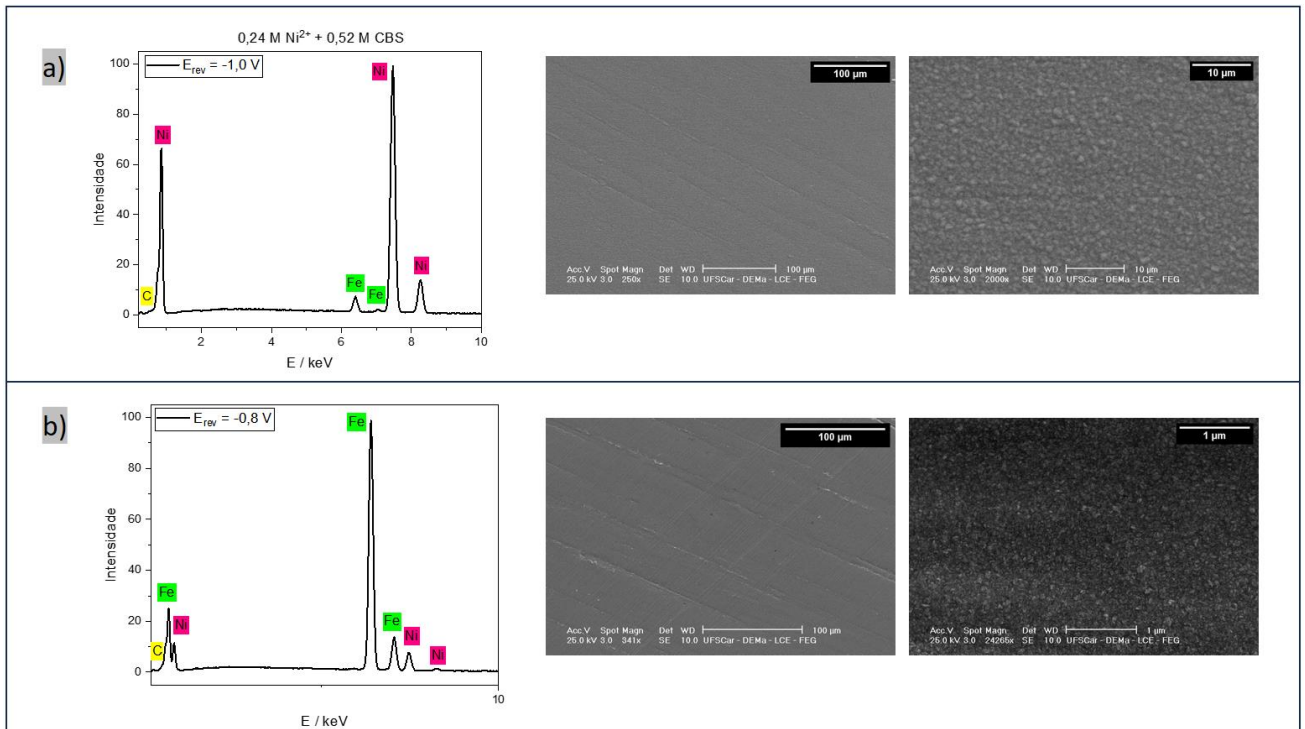 0,24 M Ni²⁺ + 0,52 M CBS
a)
E_rev = -1,0 V
Ni
Ni
Fe
Fe
Ni
C
Intensidade
100
80
60
40
20
0
2
4
6
8
10
E / keV
100 µm
Acc.V Spot Magn Det WD 100 µm
25.0 kV 3.0 250x SE 10.0 UFSCar - DEMa - LCE - FEG
10 µm
Acc.V Spot Magn Det WD 10 µm
25.0 kV 3.0 2000x SE 10.0 UFSCar - DEMa - LCE - FEG
b)
E_rev = -0,8 V
Fe
Fe
Ni
C
Fe
Ni
Ni
Intensidade
100
80
60
40
20
0
10
E / keV
100 µm
Acc.V Spot Magn Det WD 100 µm
25.0 kV 3.0 341x SE 10.0 UFSCar - DEMa - LCE - FEG
1 µm
Acc.V Spot Magn Det WD 1 µm
25.0 kV 3.0 24265x SE 10.0 UFSCar - DEMa - LCE - FEG